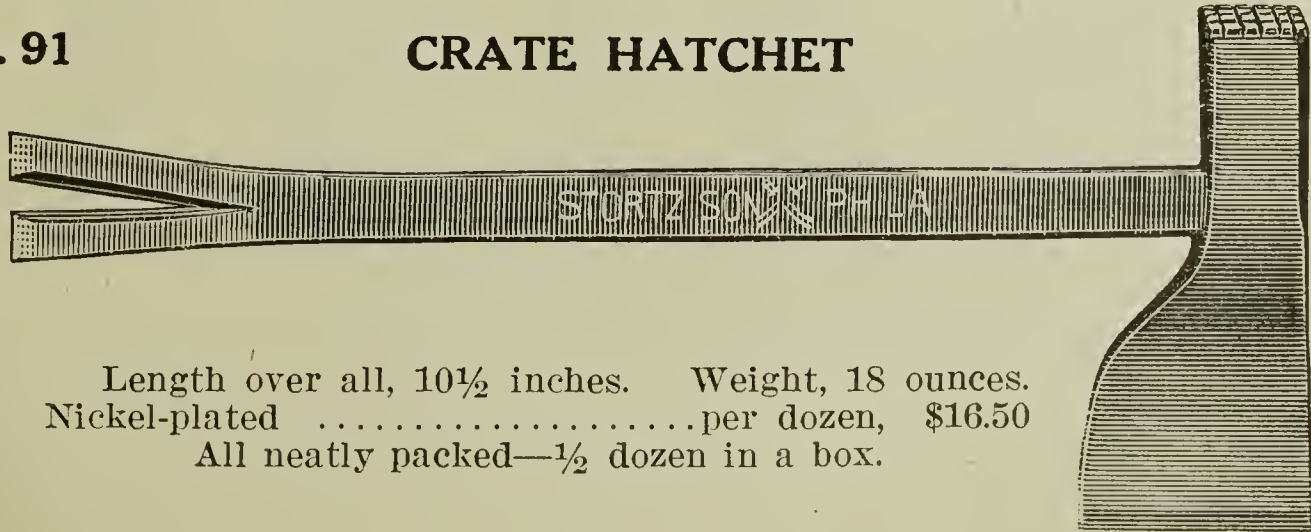 . 91 CRATE HATCHET
STORTZ SON PHILA
Length over all, 10½ inches. Weight, 18 ounces.
Nickel-plated .....................per dozen, $16.50
All neatly packed—½ dozen in a box.